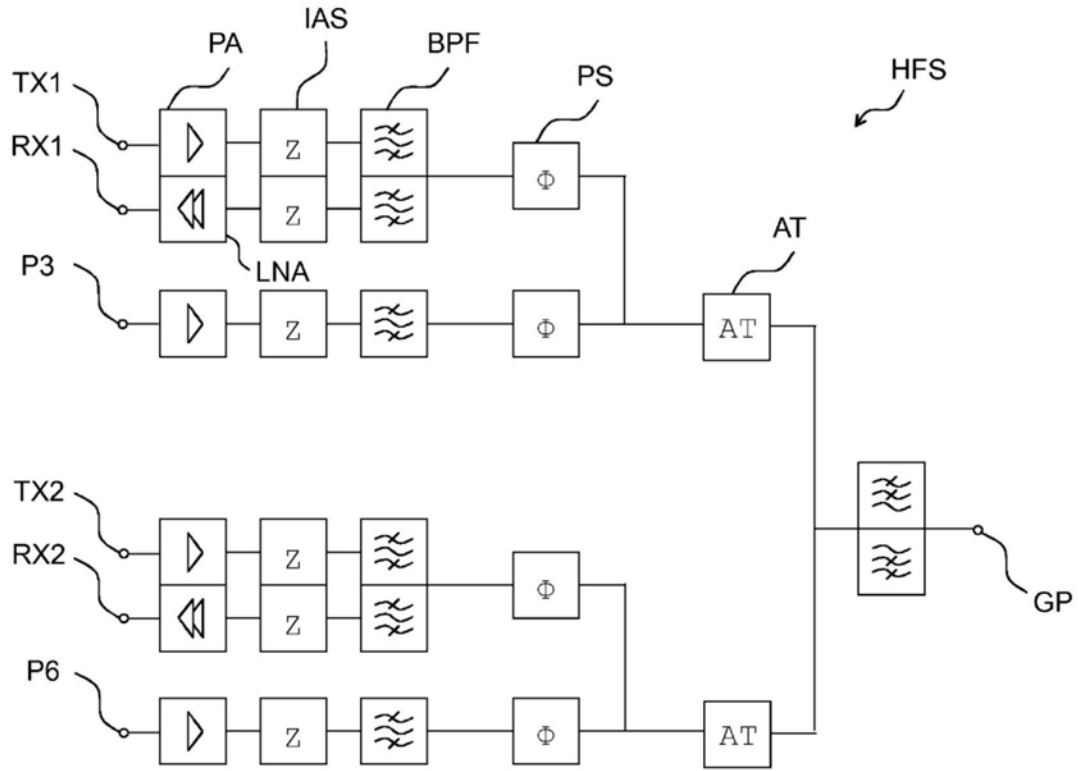 PA
IAS
BPF
PS
HFS
TX1
RX1
Z
Φ
Z
LNA
P3
AT
Z
Φ
AT
TX2
RX2
Z
Φ
Z
GP
P6
Z
Φ
AT